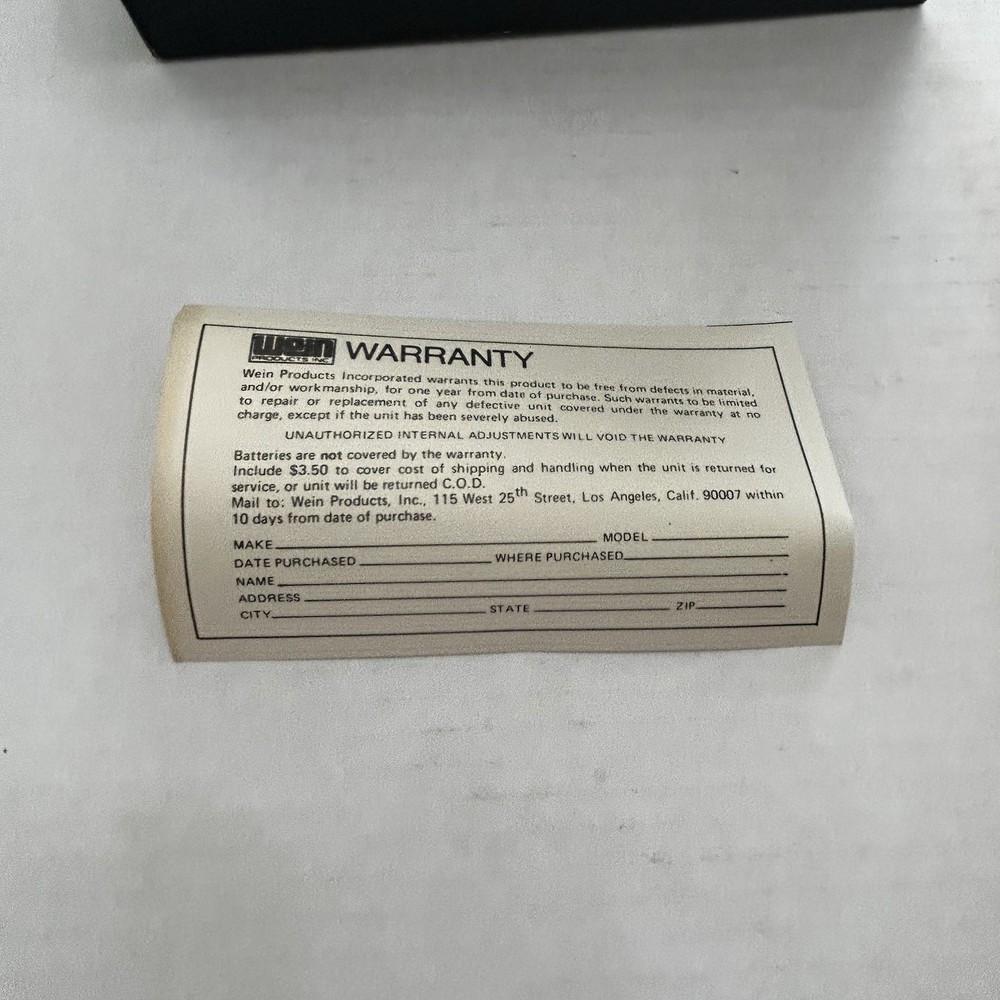 Wein
PRODUCTS INC.
WARRANTY
Wein Products Incorporated warrants this product to be free from defects in material,
and/or workmanship, for one year from date of purchase. Such warrants to be limited
to repair or replacement of any defective unit covered under the warranty at no
charge, except if the unit has been severely abused.
UNAUTHORIZED INTERNAL ADJUSTMENTS WILL VOID THE WARRANTY
Batteries are not covered by the warranty.
Include $3.50 to cover cost of shipping and handling when the unit is returned for
service, or unit will be returned C.O.D.
Mail to: Wein Products, Inc., 115 West 25th Street, Los Angeles, Calif. 90007 within
10 days from date of purchase.
MAKE MODEL
DATE PURCHASED WHERE PURCHASED
NAME
ADDRESS
CITY STATE ZIP